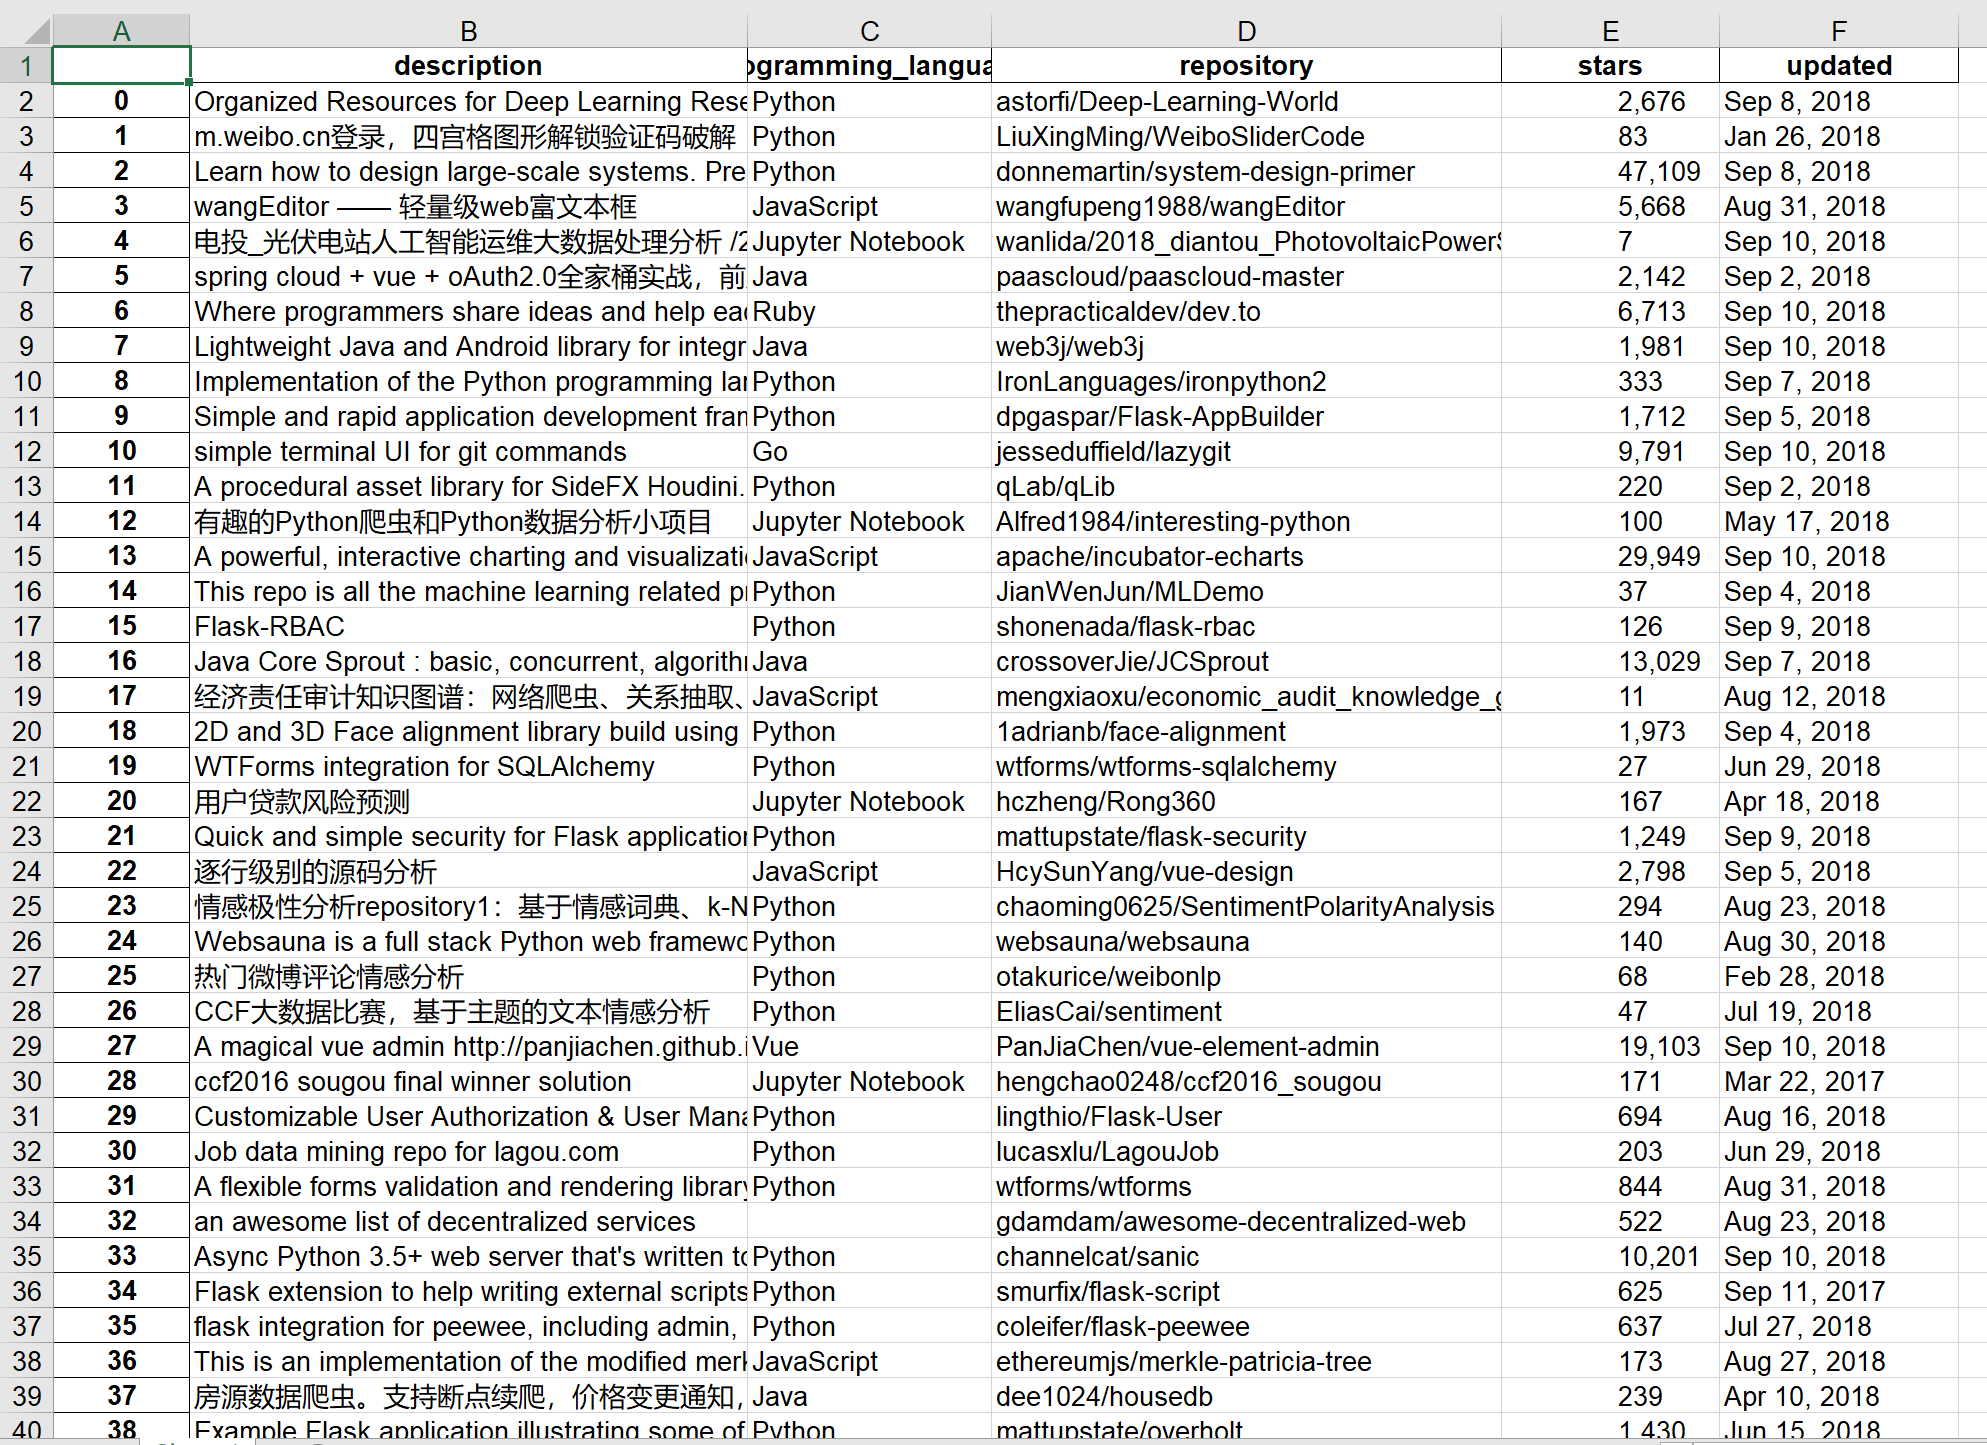 A B C D E F
1 description ogramming_langua repository stars updated
2 0 Organized Resources for Deep Learning Rese Python astorfi/Deep-Learning-World 2,676 Sep 8, 2018
3 1 m.weibo.cn登录，四宫格图形解锁验证码破解 Python LiuXingMing/WeiboSliderCode 83 Jan 26, 2018
4 2 Learn how to design large-scale systems. Pre Python donnemartin/system-design-primer 47,109 Sep 8, 2018
5 3 wangEditor —— 轻量级web富文本框 JavaScript wangfupeng1988/wangEditor 5,668 Aug 31, 2018
6 4 电投_光伏电站人工智能运维大数据处理分析 /2 Jupyter Notebook wanlida/2018_diantou_PhotovoltaicPowerS 7 Sep 10, 2018
7 5 spring cloud + vue + oAuth2.0全家桶实战，前 Java paascloud/paascloud-master 2,142 Sep 2, 2018
8 6 Where programmers share ideas and help eac Ruby thepracticaldev/dev.to 6,713 Sep 10, 2018
9 7 Lightweight Java and Android library for integr Java web3j/web3j 1,981 Sep 10, 2018
10 8 Implementation of the Python programming lan Python IronLanguages/ironpython2 333 Sep 7, 2018
11 9 Simple and rapid application development fram Python dpgaspar/Flask-AppBuilder 1,712 Sep 5, 2018
12 10 simple terminal UI for git commands Go jesseduffield/lazygit 9,791 Sep 10, 2018
13 11 A procedural asset library for SideFX Houdini. Python qLab/qLib 220 Sep 2, 2018
14 12 有趣的Python爬虫和Python数据分析小项目 Jupyter Notebook Alfred1984/interesting-python 100 May 17, 2018
15 13 A powerful, interactive charting and visualizatio JavaScript apache/incubator-echarts 29,949 Sep 10, 2018
16 14 This repo is all the machine learning related pr Python JianWenJun/MLDemo 37 Sep 4, 2018
17 15 Flask-RBAC Python shonenada/flask-rbac 126 Sep 9, 2018
18 16 Java Core Sprout : basic, concurrent, algorithm Java crossoverJie/JCSprout 13,029 Sep 7, 2018
19 17 经济责任审计知识图谱：网络爬虫、关系抽取、 JavaScript mengxiaoxu/economic_audit_knowledge_g 11 Aug 12, 2018
20 18 2D and 3D Face alignment library build using Python 1adrianb/face-alignment 1,973 Sep 4, 2018
21 19 WTForms integration for SQLAlchemy Python wtforms/wtforms-sqlalchemy 27 Jun 29, 2018
22 20 用户贷款风险预测 Jupyter Notebook hczheng/Rong360 167 Apr 18, 2018
23 21 Quick and simple security for Flask application Python mattupstate/flask-security 1,249 Sep 9, 2018
24 22 逐行级别的源码分析 JavaScript HcySunYang/vue-design 2,798 Sep 5, 2018
25 23 情感极性分析repository1：基于情感词典、k-N Python chaoming0625/SentimentPolarityAnalysis 294 Aug 23, 2018
26 24 Websauna is a full stack Python web framewo Python websauna/websauna 140 Aug 30, 2018
27 25 热门微博评论情感分析 Python otakurice/weibonlp 68 Feb 28, 2018
28 26 CCF大数据比赛，基于主题的文本情感分析 Python EliasCai/sentiment 47 Jul 19, 2018
29 27 A magical vue admin http://panjiachen.github.i Vue PanJiaChen/vue-element-admin 19,103 Sep 10, 2018
30 28 ccf2016 sougou final winner solution Jupyter Notebook hengchao0248/ccf2016_sougou 171 Mar 22, 2017
31 29 Customizable User Authorization & User Mana Python lingthio/Flask-User 694 Aug 16, 2018
32 30 Job data mining repo for lagou.com Python lucasxlu/LagouJob 203 Jun 29, 2018
33 31 A flexible forms validation and rendering library Python wtforms/wtforms 844 Aug 31, 2018
34 32 an awesome list of decentralized services gdamdam/awesome-decentralized-web 522 Aug 23, 2018
35 33 Async Python 3.5+ web server that's written to Python channelcat/sanic 10,201 Sep 10, 2018
36 34 Flask extension to help writing external scripts Python smurfix/flask-script 625 Sep 11, 2017
37 35 flask integration for peewee, including admin, Python coleifer/flask-peewee 637 Jul 27, 2018
38 36 This is an implementation of the modified merk JavaScript ethereumjs/merkle-patricia-tree 173 Aug 27, 2018
39 37 房源数据爬虫。支持断点续爬，价格变更通知， Java dee1024/housedb 239 Apr 10, 2018
40 38 Example Flask application illustrating some of Python mattupstate/overholt 1,430 Jun 15, 2018